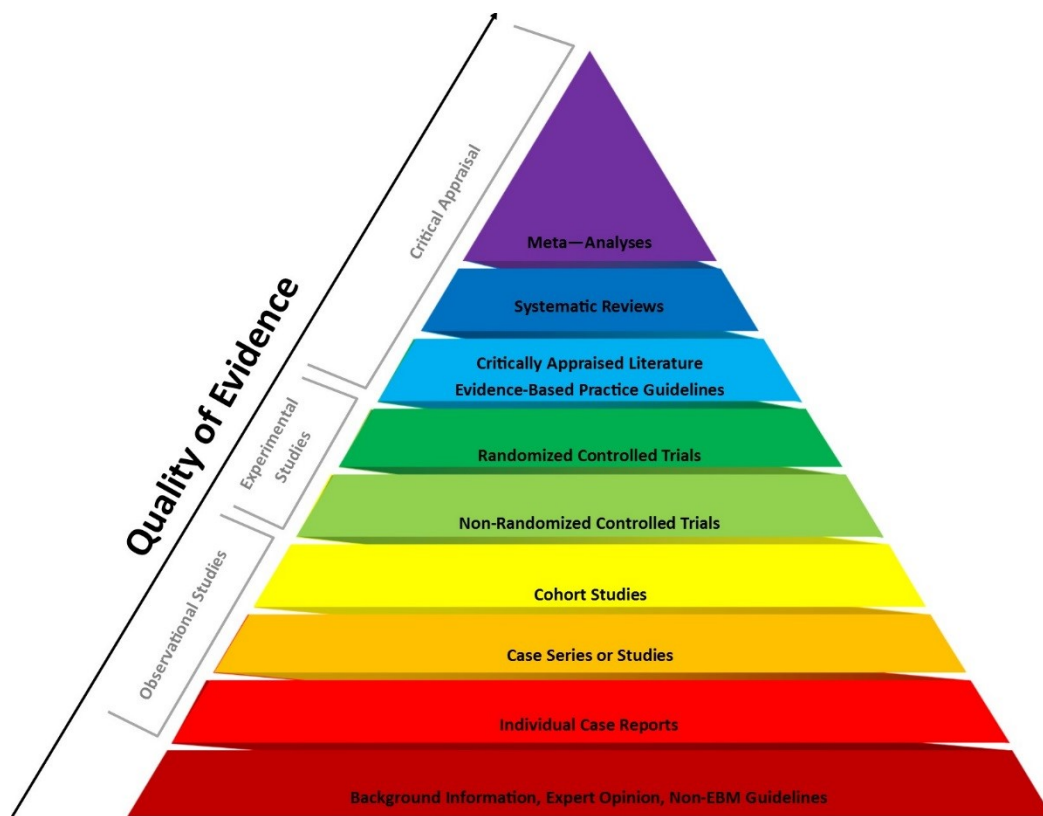 Quality of Evidence
Critical Appraisal
Experimental
Studies
Observational Studies
Meta—Analyses
Systematic Reviews
Critically Appraised Literature
Evidence-Based Practice Guidelines
Randomized Controlled Trials
Non-Randomized Controlled Trials
Cohort Studies
Case Series or Studies
Individual Case Reports
Background Information, Expert Opinion, Non-EBM Guidelines